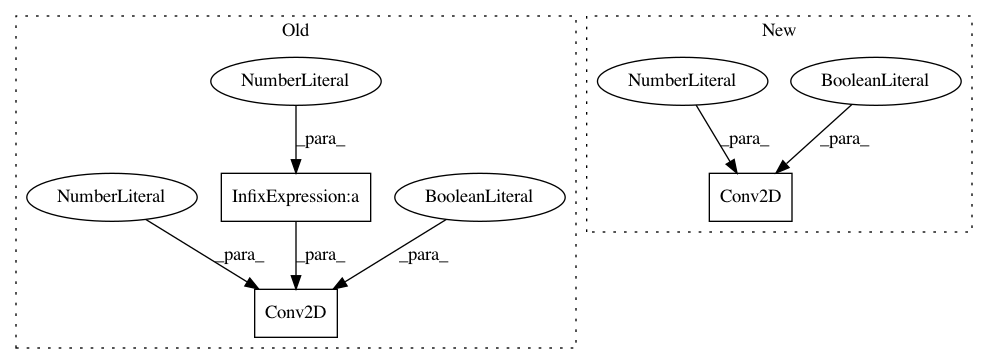 Old
New
NumberLiteral
NumberLiteral
BooleanLiteral
_para_
_para_
_para_
NumberLiteral
InfixExpression:a
BooleanLiteral
Conv2D
_para_
_para_
_para_
Conv2D